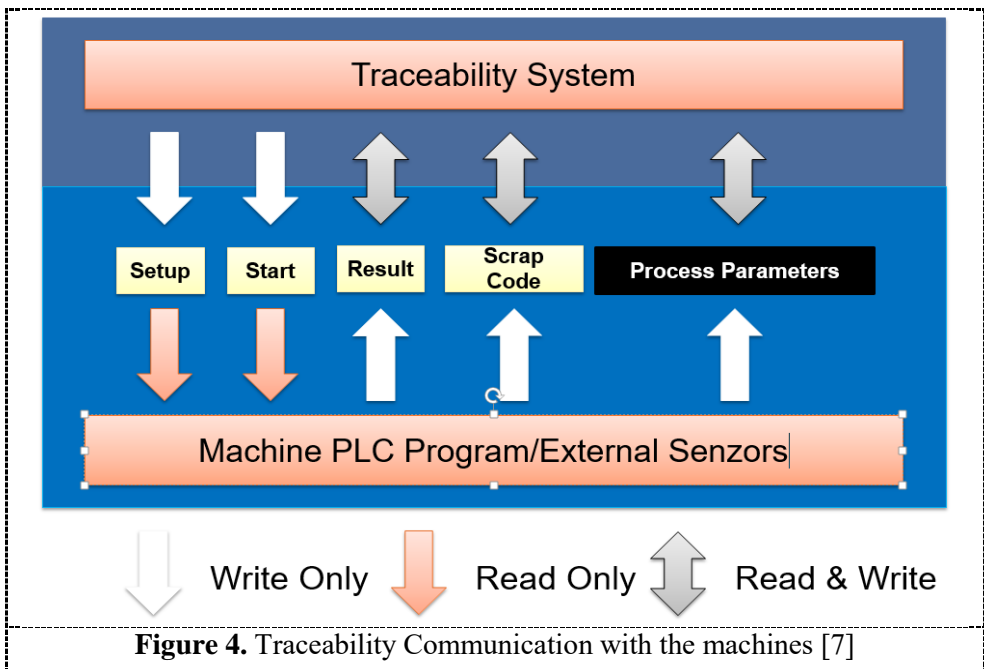 Traceability System
Setup
Start
Result
Scrap
Code
Process Parameters
Machine PLC Program/External Senzors
Write Only
Read Only
Read & Write
Figure 4. Traceability Communication with the machines [7]